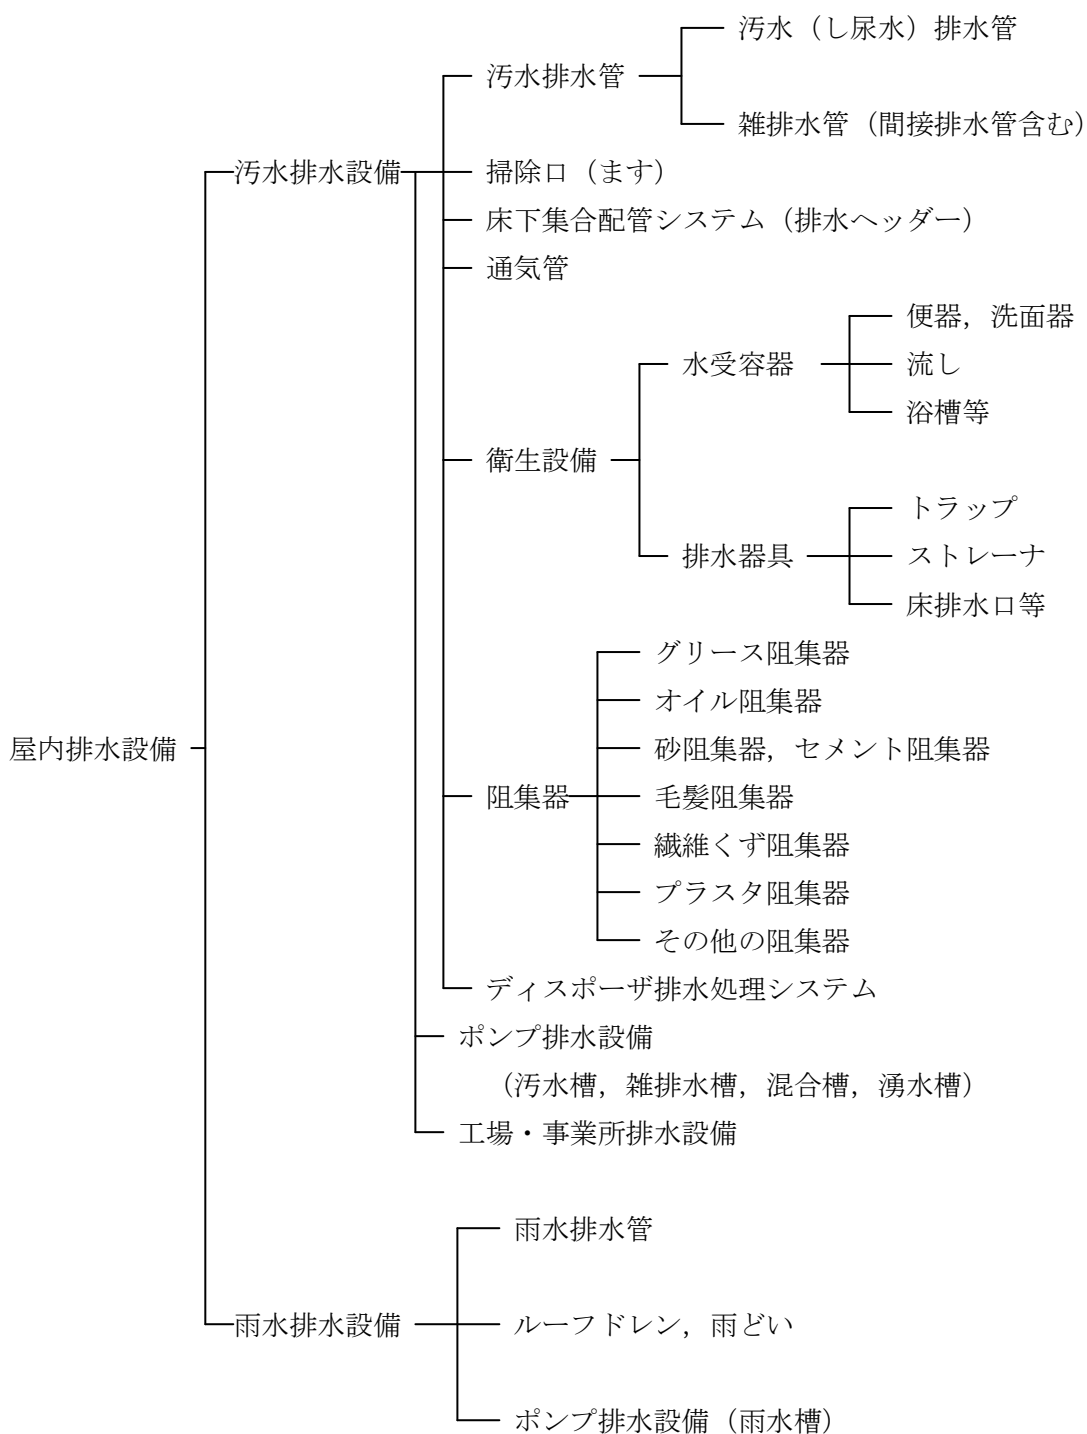 汚水（し尿水）排水管
汚水排水管
雑排水管（間接排水管含む）
汚水排水設備
掃除口（ます）
床下集合配管システム（排水ヘッダー）
通気管
便器，洗面器
水受容器
流し
浴槽等
衛生設備
トラップ
排水器具
ストレーナ
床排水口等
グリース阻集器
オイル阻集器
屋内排水設備
砂阻集器，セメント阻集器
阻集器
毛髪阻集器
繊維くず阻集器
プラスタ阻集器
その他の阻集器
ディスポーザ排水処理システム
ポンプ排水設備
（汚水槽，雑排水槽，混合槽，湧水槽）
工場・事業所排水設備
雨水排水管
雨水排水設備
ルーフドレン，雨どい
ポンプ排水設備（雨水槽）